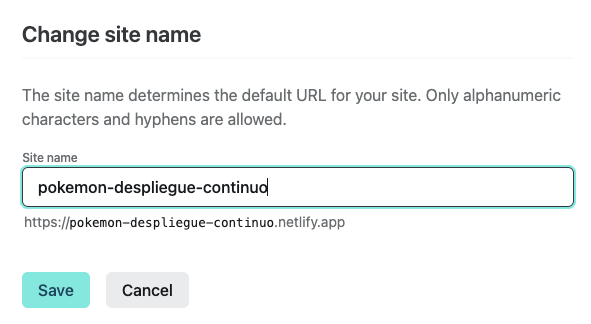 Change site name
The site name determines the default URL for your site. Only alphanumeric
characters and hyphens are allowed.
Site name
pokemon-despliegue-continuo
https://pokemon-despliegue-continuo.netlify.app
Save Cancel